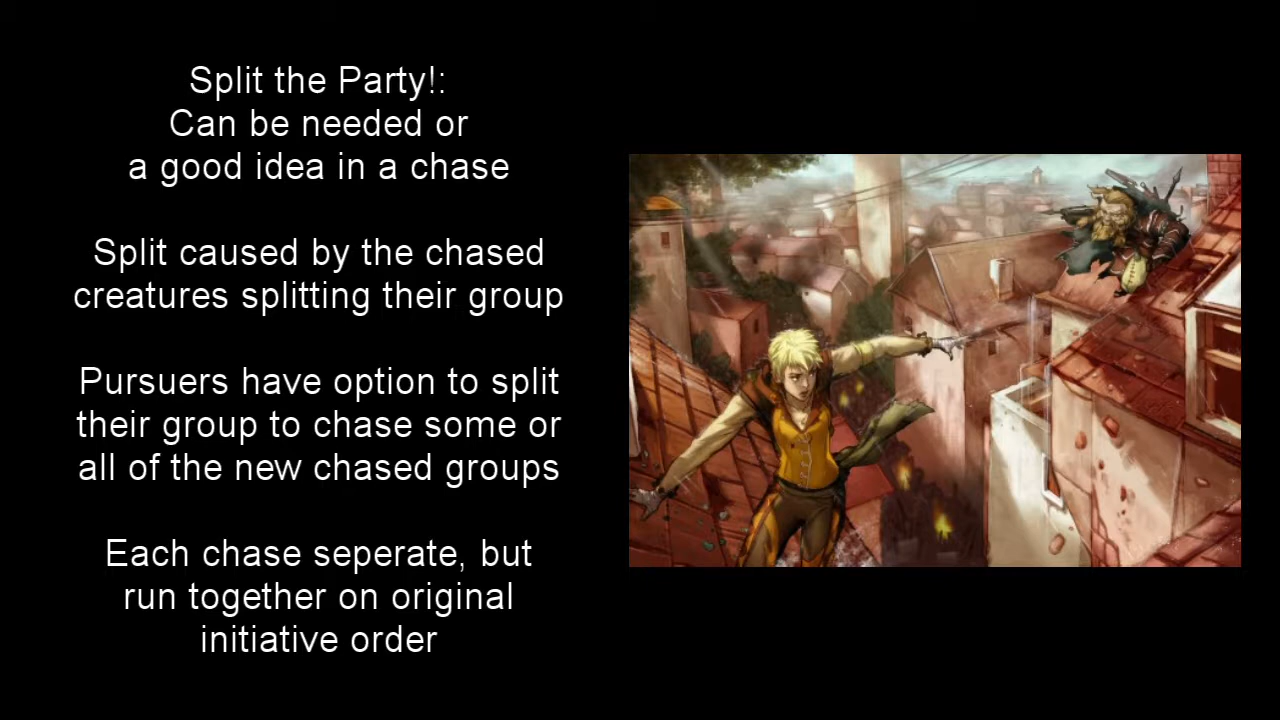 Split the Party!:
Can be needed or
a good idea in a chase
Split caused by the chased
creatures splitting their group
Pursuers have option to split
their group to chase some or
all of the new chased groups
Each chase seperate, but
run together on original
initiative order